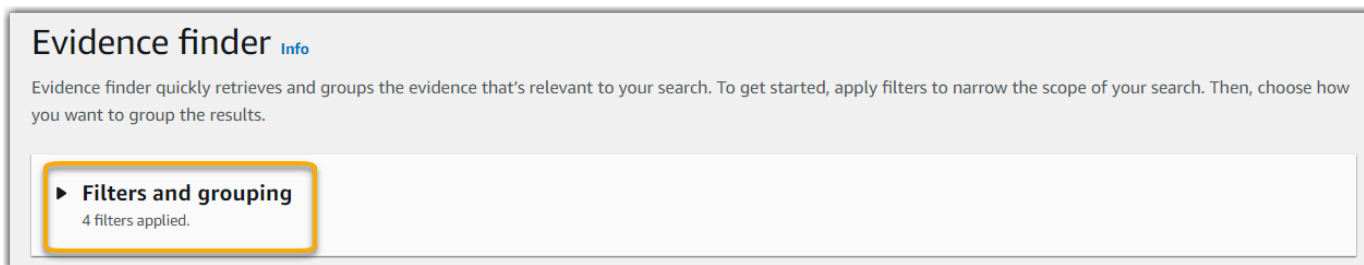 Evidence finder Info
Evidence finder quickly retrieves and groups the evidence that’s relevant to your search. To get started, apply filters to narrow the scope of your search. Then, choose how
you want to group the results.
Filters and grouping
4 filters applied.